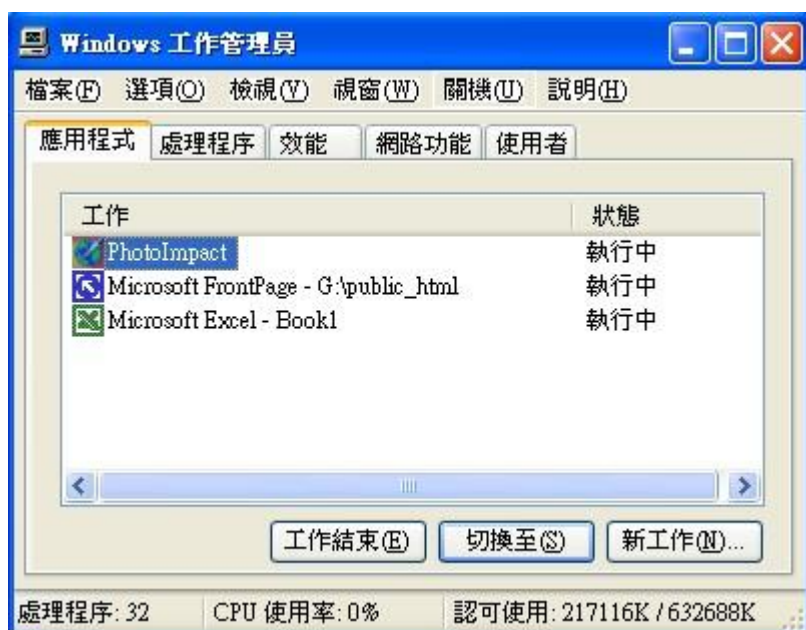 Windows 工作管理員
檔案(F) 選項(O) 檢視(V) 視窗(W) 關機(U) 說明(H)
應用程式 處理程序 效能 網路功能 使用者
工作 狀態
PhotoImpact 執行中
Microsoft FrontPage - G:\public_html 執行中
Microsoft Excel - Book1 執行中
工作結束(E) 切換至(S) 新工作(N)...
處理程序: 32 CPU 使用率: 0% 認可使用: 217116K / 632688K